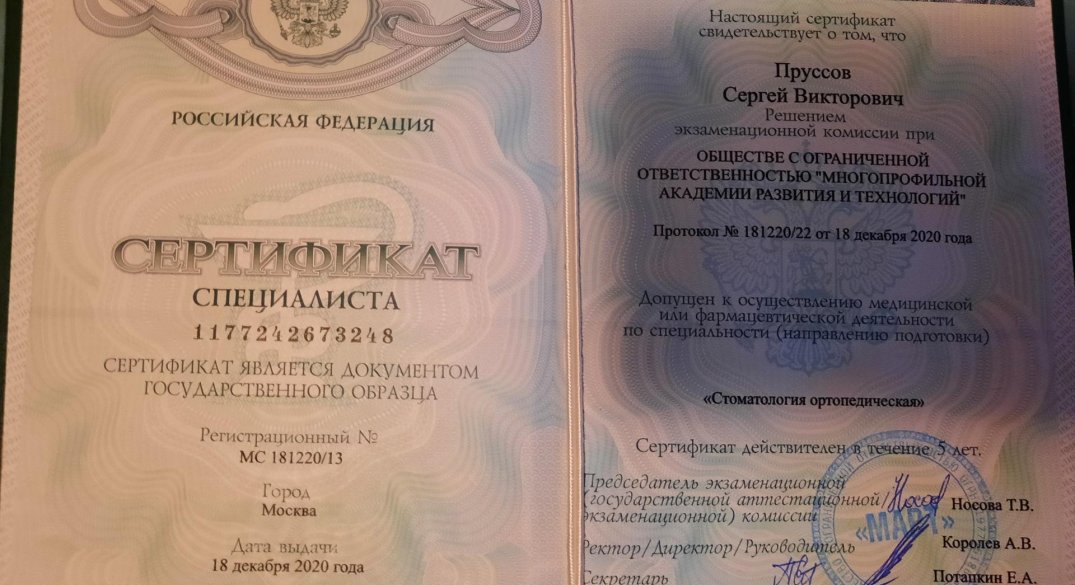 РОССИЙСКАЯ ФЕДЕРАЦИЯ
СЕРТИФИКАТ
СПЕЦИАЛИСТА
1177242673248
СЕРТИФИКАТ ЯВЛЯЕТСЯ ДОКУМЕНТОМ
ГОСУДАРСТВЕННОГО ОБРАЗЦА
Регистрационный №
МС 181220/13
Город
Москва
Дата выдачи
18 декабря 2020 года
Настоящий сертификат
свидетельствует о том, что
Пруссов
Сергей Викторович
Решением
экзаменационной комиссии при
ОБЩЕСТВЕ С ОГРАНИЧЕННОЙ
ОТВЕТСТВЕННОСТЬЮ "МНОГОПРОФИЛЬНОЙ
АКАДЕМИИ РАЗВИТИЯ И ТЕХНОЛОГИЙ"
Протокол № 181220/22 от 18 декабря 2020 года
Допущен к осуществлению медицинской
или фармацевтической деятельности
по специальности (направлению подготовки)
«Стоматология ортопедическая»
Сертификат действителен в течение 5 лет.
Председатель экзаменационной
(государственной аттестационной/
экзаменационной) комиссии
Носова Т.В.
«МАРТ»
Ректор/Директор/Руководитель
Королев А.В.
Секретарь
Потапкин Е.А.